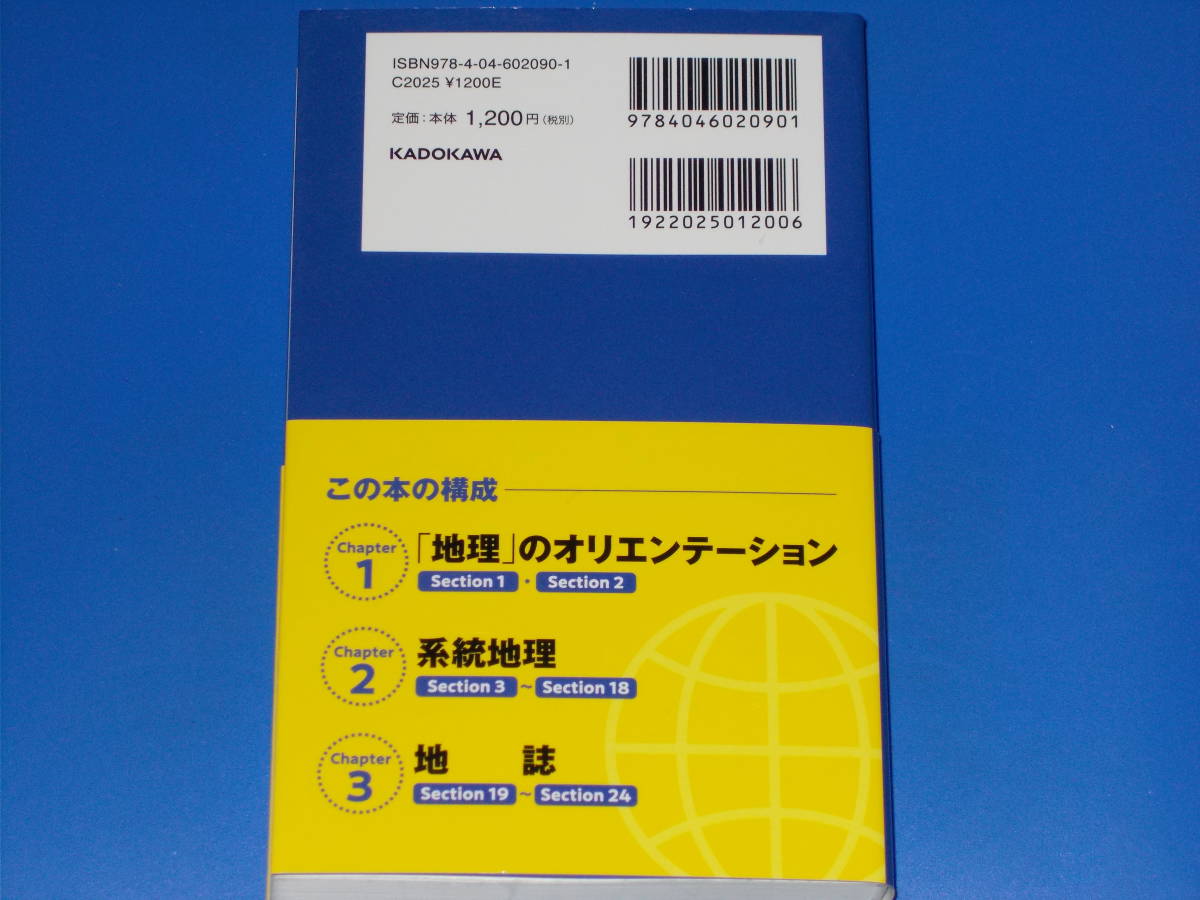 ISBN978-4-04-602090-1
C2025 ¥1200E
定価:本体 1,200円(税別)
KADOKAWA
9784046020901
1922025012006
この本の構成
Chapter 1 「地理」のオリエンテーション
Section 1・Section 2
Chapter 2 系統地理
Section 3~Section 18
Chapter 3 地 誌
Section 19~Section 24